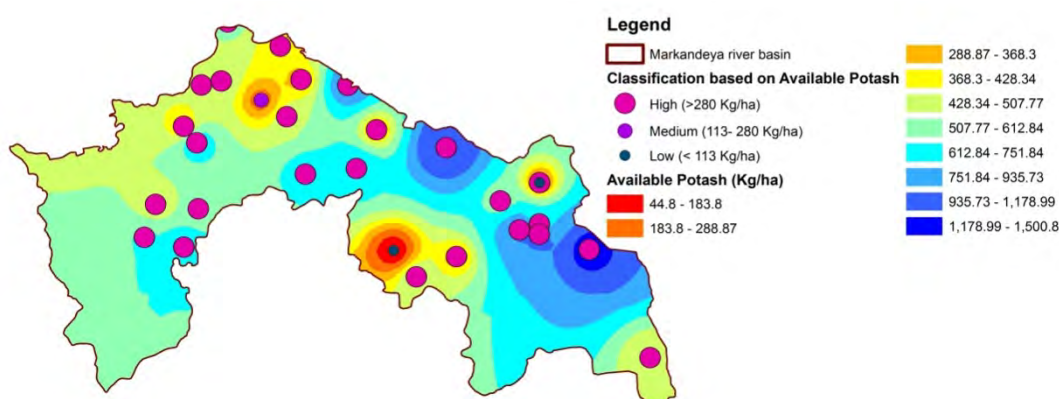 Legend
Markandeya river basin
Classification based on Available Potash
High (>280 Kg/ha)
Medium (113- 280 Kg/ha)
Low (< 113 Kg/ha)
Available Potash (Kg/ha)
44.8 - 183.8
183.8 - 288.87
288.87 - 368.3
368.3 - 428.34
428.34 - 507.77
507.77 - 612.84
612.84 - 751.84
751.84 - 935.73
935.73 - 1,178.99
1,178.99 - 1,500.8